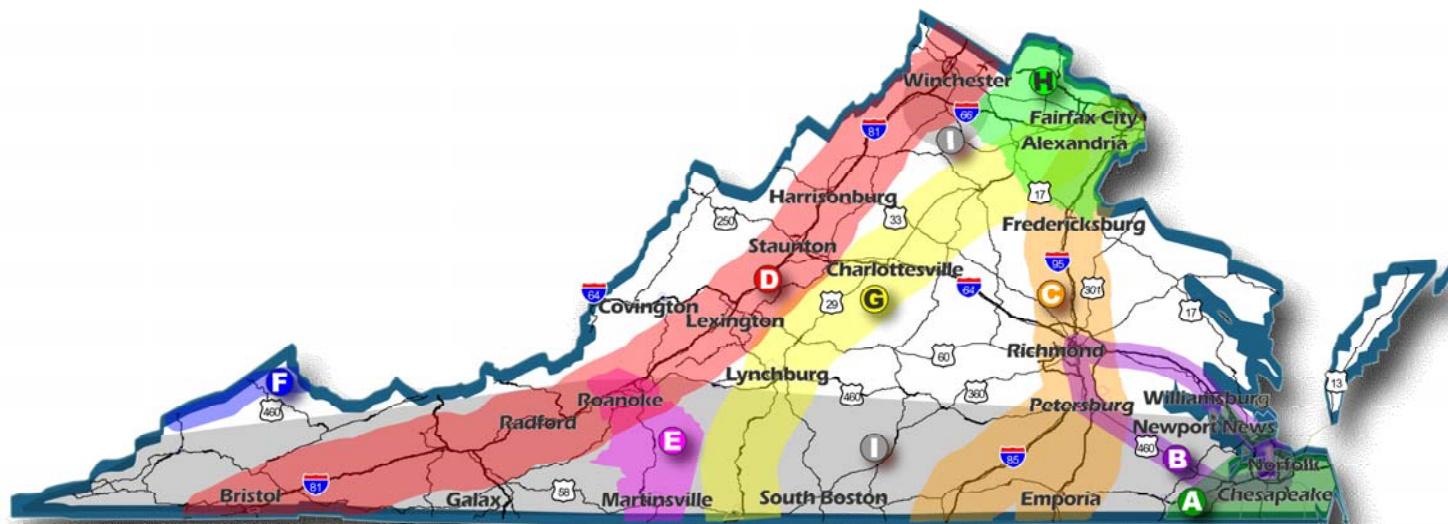 Winchester
H
66
Fairfax City
81
I
Alexandria
17
Harrisonburg
250
33
Fredericksburg
Staunton
95
Charlottesville
D
64
64
G
C
301
29
Covington
Lexington
17
Richmond
60
F
Lynchburg
13
460
Roanoke
460
360
Petersburg
Williamsburg
Radford
Newport News
E
I
460
B
85
Norfolk
81
58
Bristol
Galax
Martinsville
South Boston
Emporia
A
Chesapeake